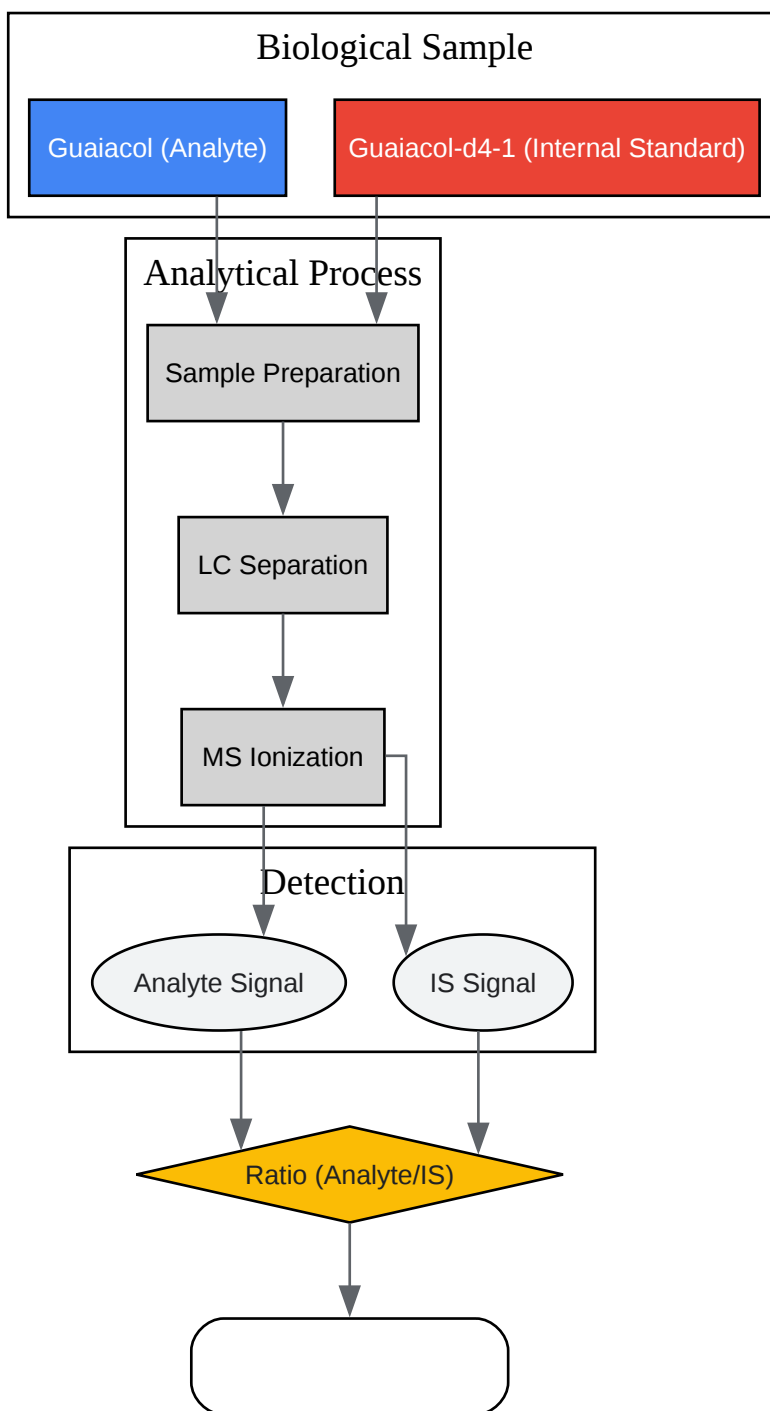 Biological Sample
Guaiacol (Analyte)
Guaiacol-d4-1 (Internal Standard)
Analytical Process
Sample Preparation
LC Separation
MS Ionization
Detection
Analyte Signal
IS Signal
Ratio (Analyte/IS)